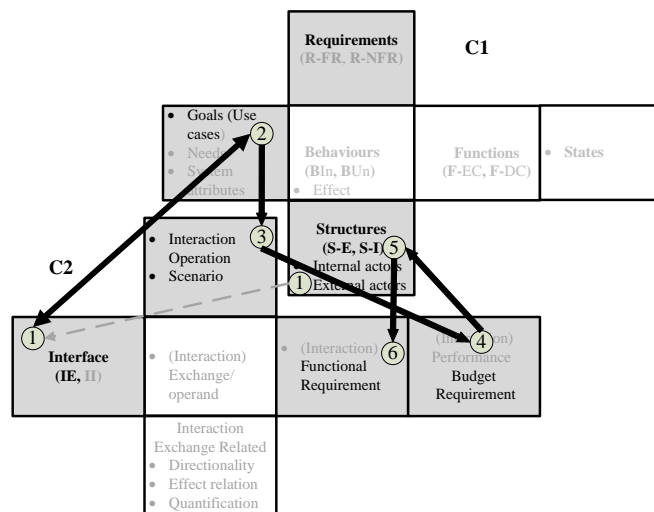 Requirements
(R-FR, R-NFR)
C1
• Goals (Use
cases)
2
• Needs
• System
attributes
Behaviours
(BIn, BUn)
• Effect
Functions
(F-EC, F-DC)
• States
• Interaction
Operation
• Scenario
3
Structures
(S-E, S-I)
5
• Internal actors
• External actors
1
C2
1
Interface
(IE, II)
• (Interaction)
Exchange/
operand
• (Interaction)
Functional
Requirement
6
4
Performance
Budget
Requirement
Interaction
Exchange Related
• Directionality
• Effect relation
• Quantification